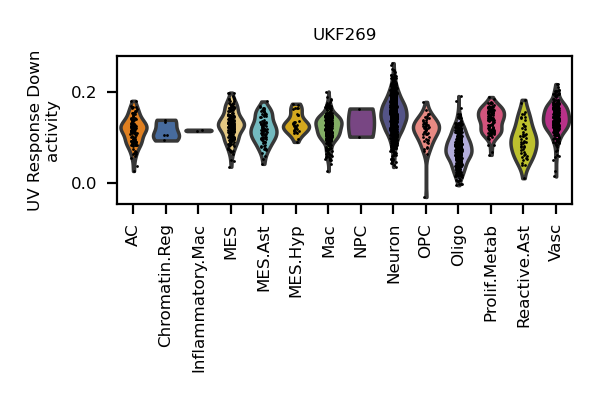 UKF269
UV Response Down
activity
0.2
0.0
AC
Chromatin.Reg
Inflammatory.Mac
MES
MES.Ast
MES.Hyp
Mac
NPC
Neuron
OPC
Oligo
Prolif.Metab
Reactive.Ast
Vasc